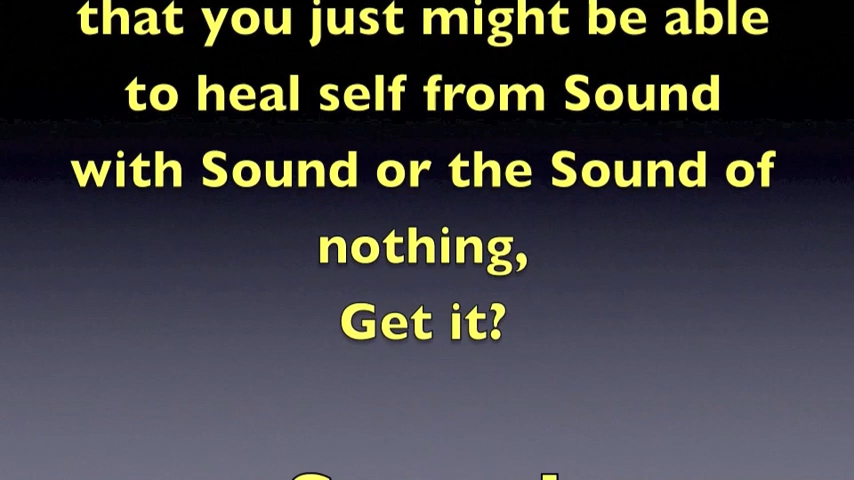 that you just might be able
to heal self from Sound
with Sound or the Sound of
nothing,
Get it?